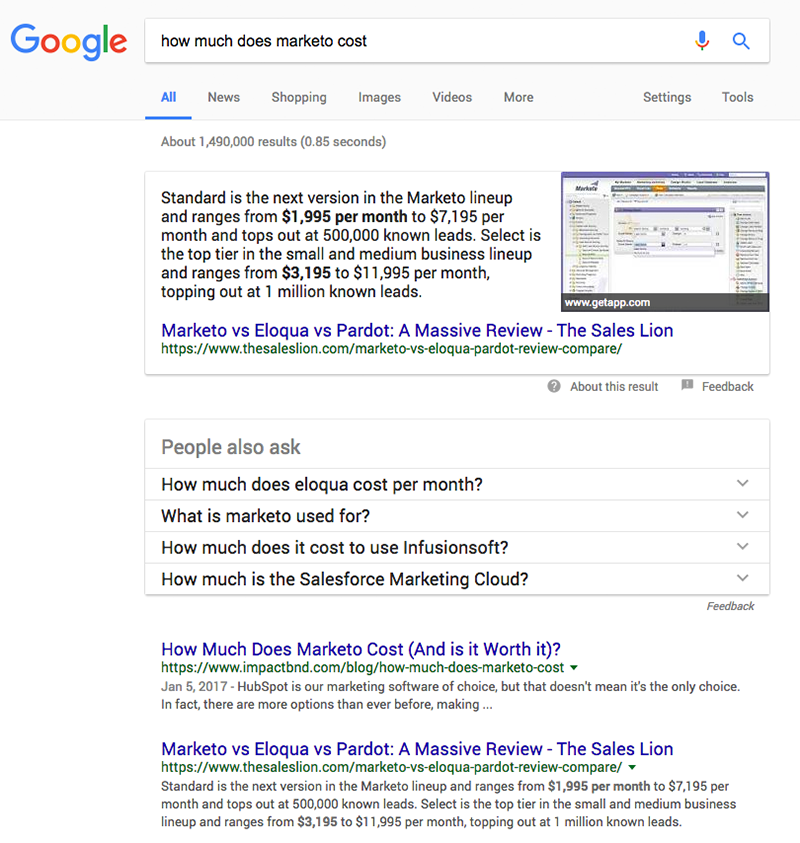 Google
how much does marketo cost
All News Shopping Images Videos More Settings Tools
About 1,490,000 results (0.85 seconds)
Standard is the next version in the Marketo lineup
and ranges from $1,995 per month to $7,195 per
month and tops out at 500,000 known leads. Select is
the top tier in the small and medium business lineup
and ranges from $3,195 to $11,995 per month,
topping out at 1 million known leads.
Marketo
www.getapp.com
Marketo vs Eloqua vs Pardot: A Massive Review - The Sales Lion
https://www.thesaleslion.com/marketo-vs-eloqua-pardot-review-compare/
About this result Feedback
People also ask
How much does eloqua cost per month?
What is marketo used for?
How much does it cost to use Infusionsoft?
How much is the Salesforce Marketing Cloud?
Feedback
How Much Does Marketo Cost (And is it Worth it)?
https://www.impactbnd.com/blog/how-much-does-marketo-cost
Jan 5, 2017 - HubSpot is our marketing software of choice, but that doesn't mean it's the only choice.
In fact, there are more options than ever before, making ...
Marketo vs Eloqua vs Pardot: A Massive Review - The Sales Lion
https://www.thesaleslion.com/marketo-vs-eloqua-pardot-review-compare/
Standard is the next version in the Marketo lineup and ranges from $1,995 per month to $7,195 per
month and tops out at 500,000 known leads. Select is the top tier in the small and medium business
lineup and ranges from $3,195 to $11,995 per month, topping out at 1 million known leads.